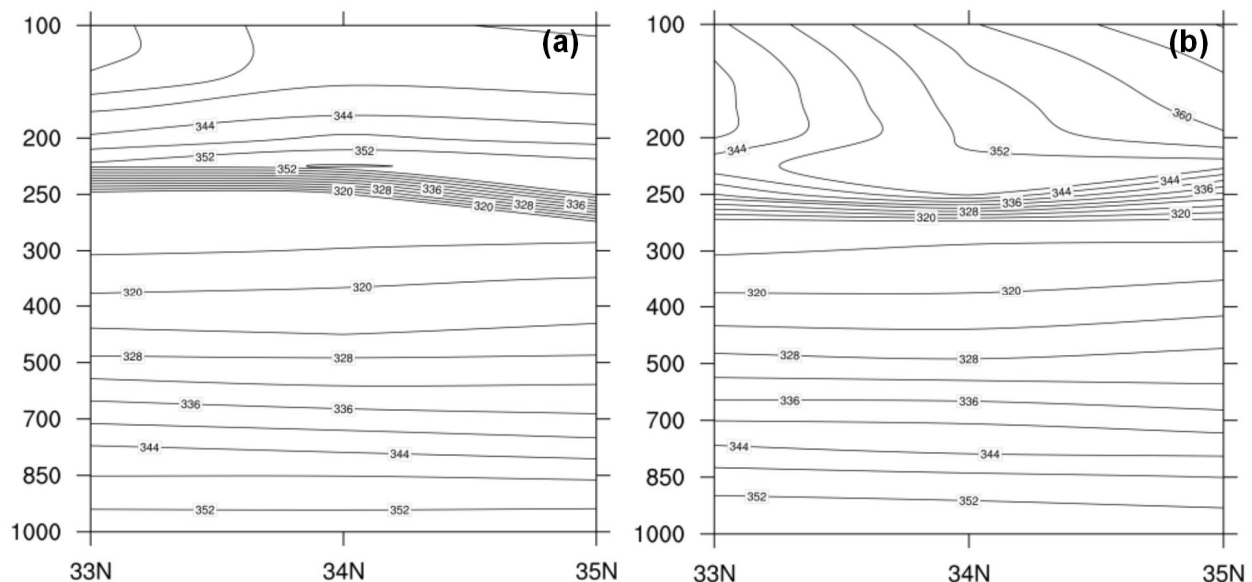 100 (a) 100 (b)
360
344 344
200 352 200 344 352
352
250 320 328 336 250 344 344
320 328 336 336 336
320 328 320
300 300
320 320 320 320
400 400
500 328 328 500 328 328
336 336 336 336
700 700
344 344 344 344
850 850
352 352 352 352
1000 1000
33N 34N 35N 33N 34N 35N